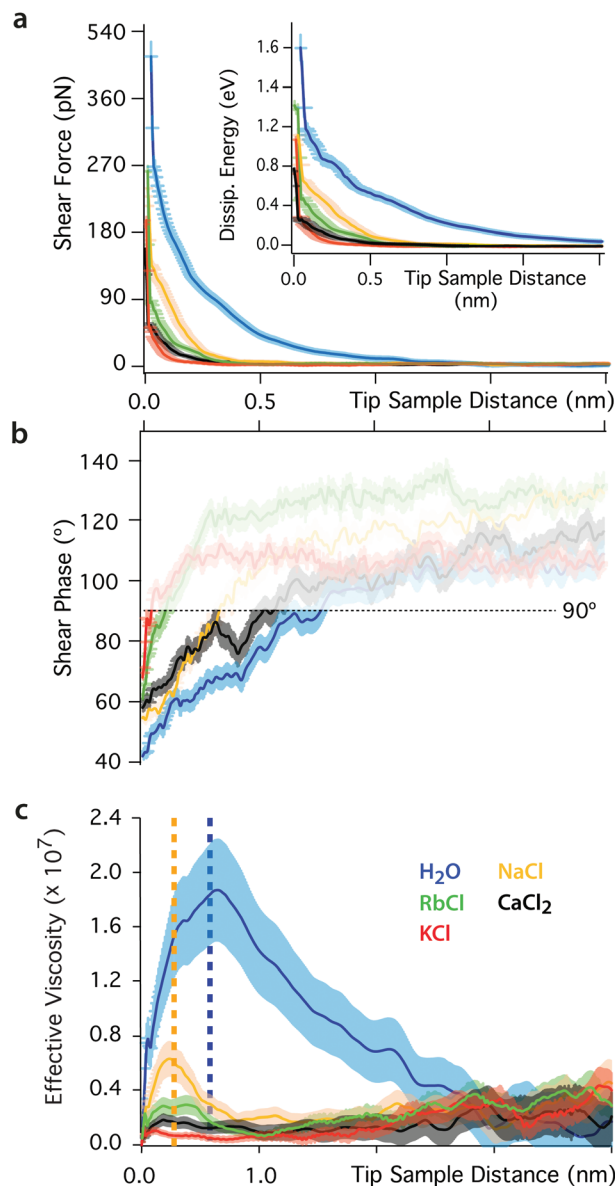 a
540
360
270
180
90
0
Shear Force (pN)
0.0
0.5
Tip Sample Distance (nm)
1.6
1.2
1.2
0.8
0.4
0.0
Dissip. Energy (eV)
0.0
0.5
Tip Sample Distance
(nm)
b
140
120
100
80
60
40
Shear Phase (°)
90º
c
2.4
2.0
1.6
1.2
0.8
0.4
0.0
Effective Viscosity (× 10⁷)
H₂O NaCl
RbCl CaCl₂
KCl
0.0
1.0
Tip Sample Distance (nm)